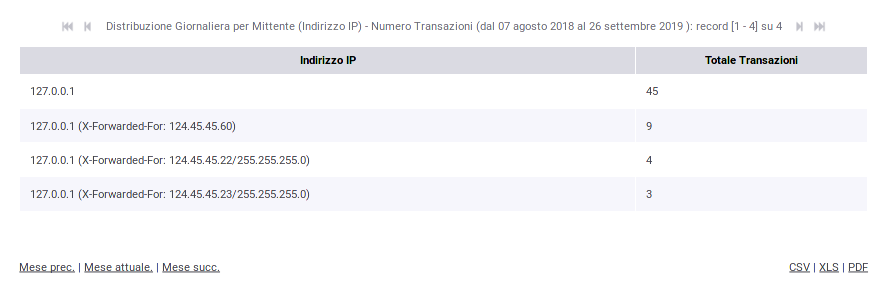 Distribuzione Giornaliera per Mittente (Indirizzo IP) - Numero Transazioni (dal 07 agosto 2018 al 26 settembre 2019 ): record [1 - 4] su 4
Indirizzo IP Totale Transazioni
127.0.0.1 45
127.0.0.1 (X-Forwarded-For: 124.45.45.60) 9
127.0.0.1 (X-Forwarded-For: 124.45.45.22/255.255.255.0) 4
127.0.0.1 (X-Forwarded-For: 124.45.45.23/255.255.255.0) 3
Mese prec. | Mese attuale. | Mese succ. CSV | XLS | PDF